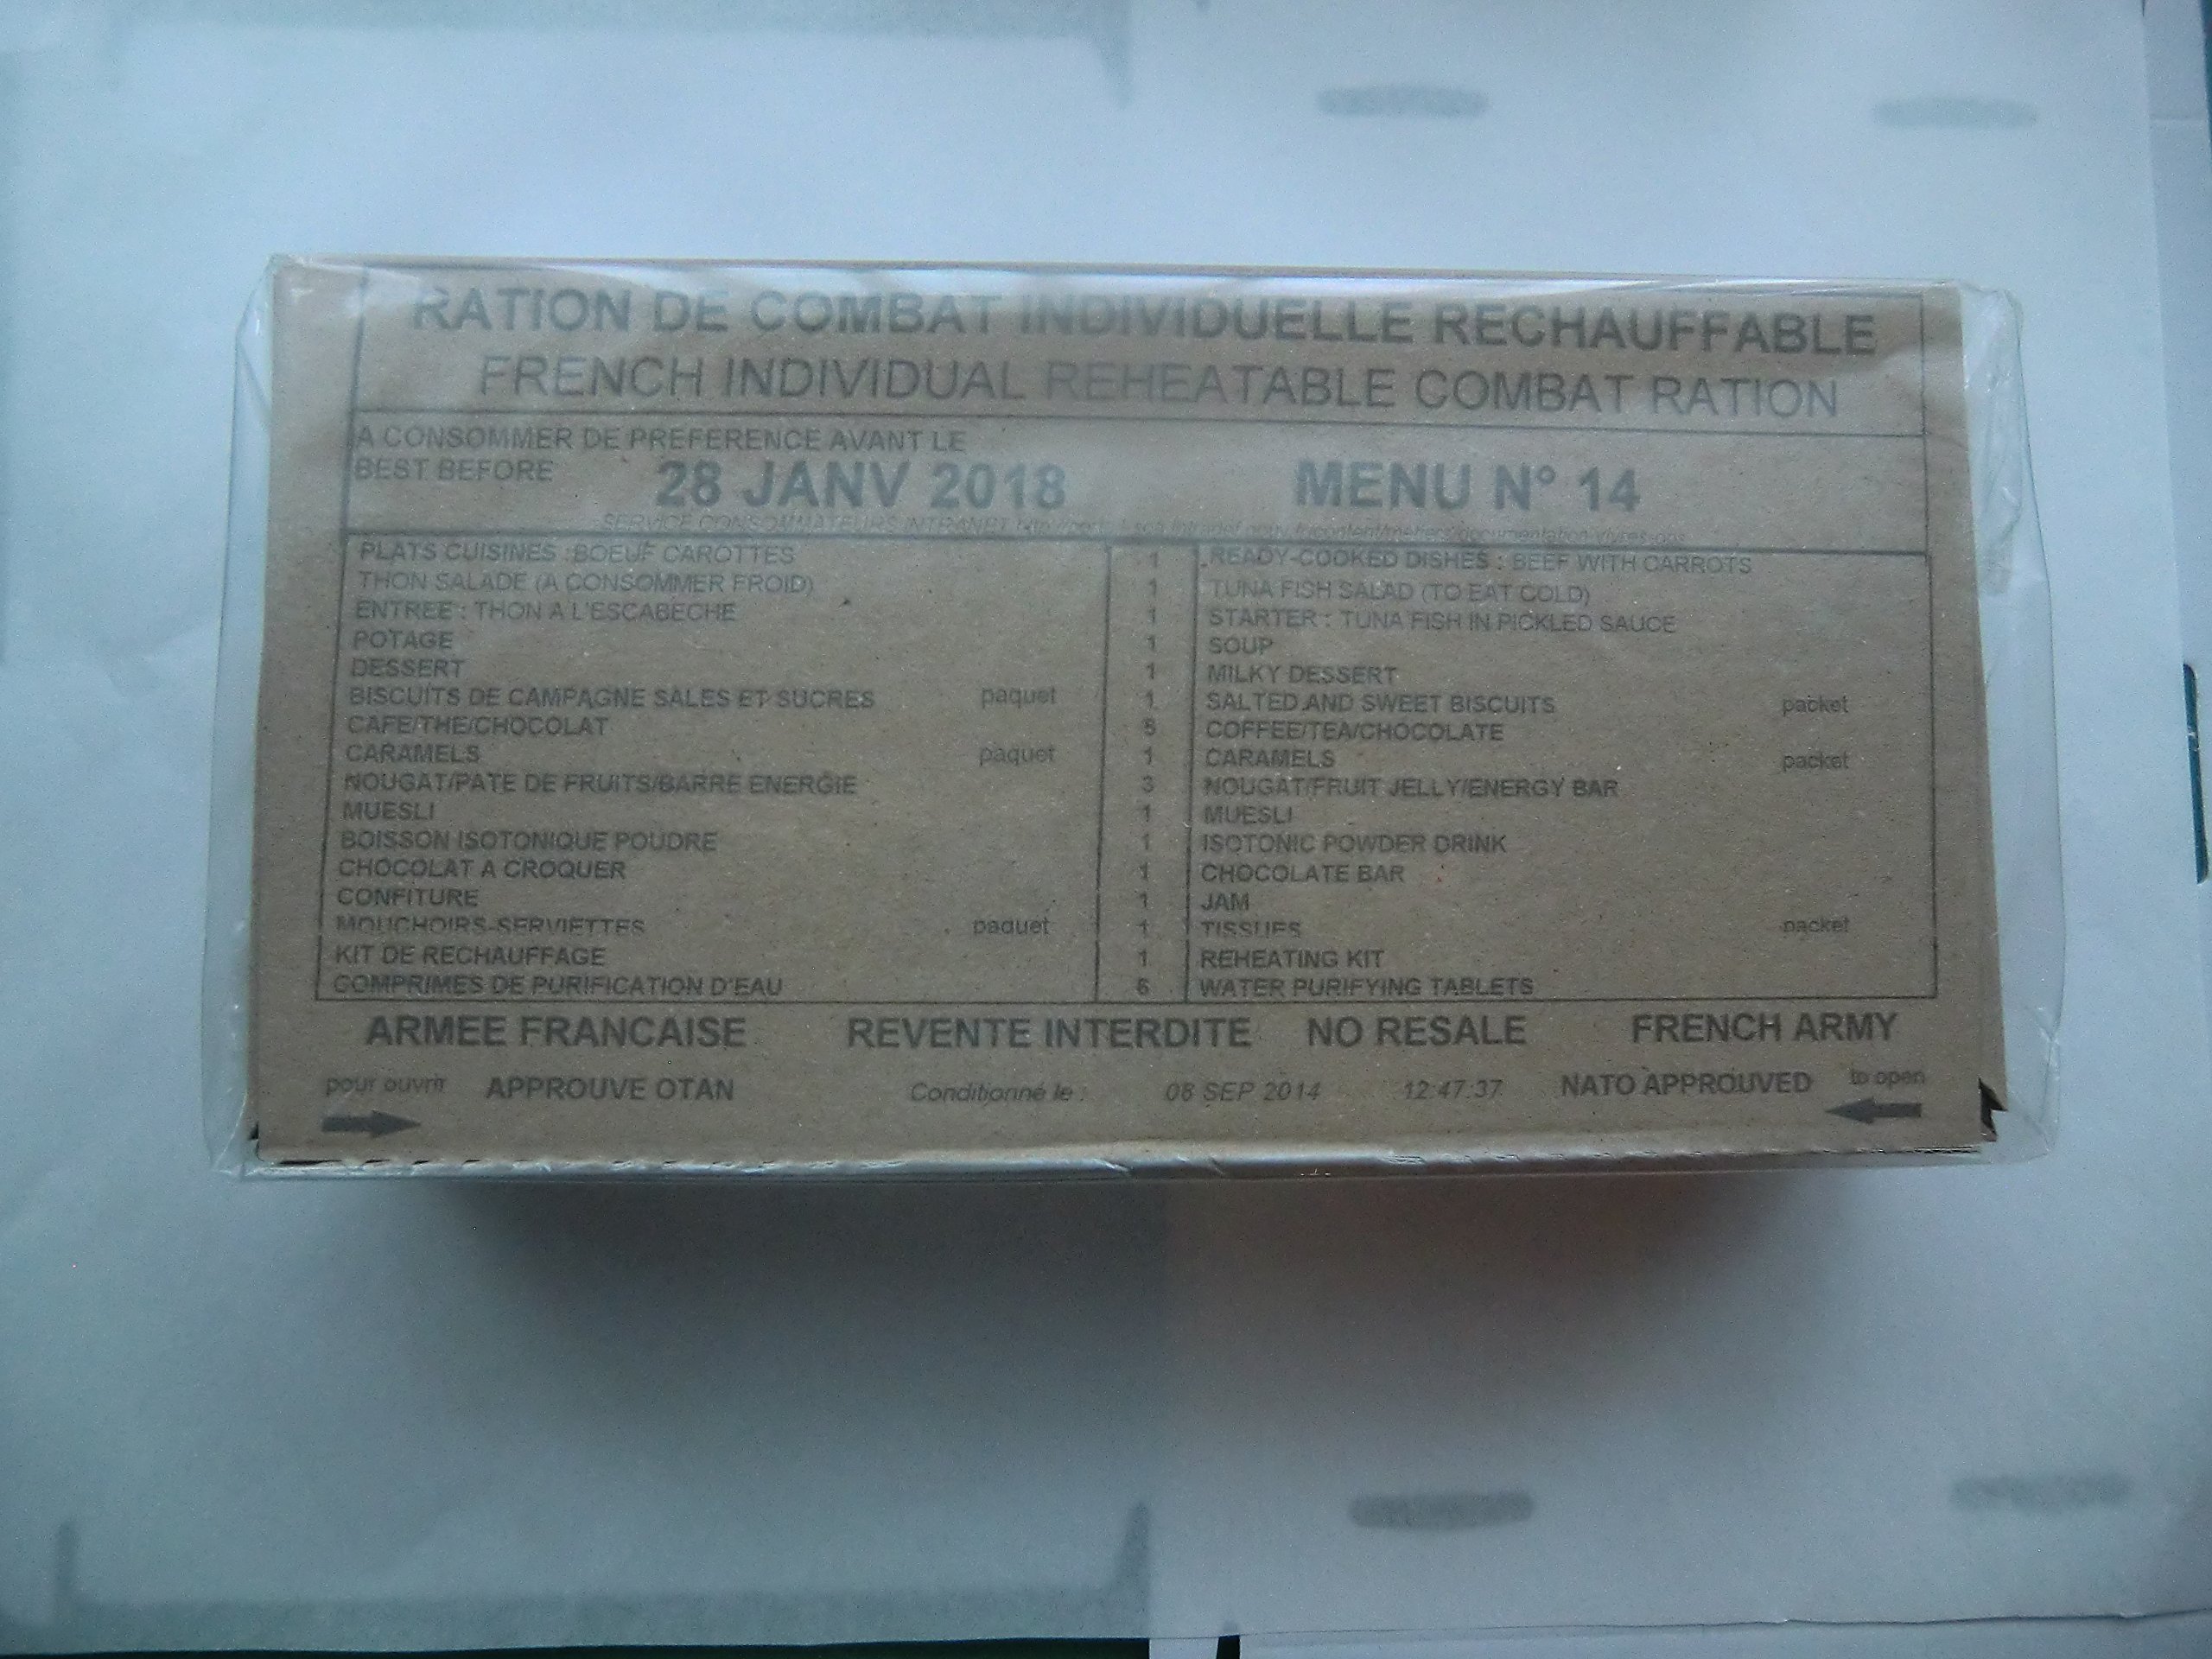 RATION DE COMBAT INDIVIDUELLE RECHAUFFABLE
FRENCH INDIVIDUAL REHEATABLE COMBAT RATION
A CONSOMMER DE PREFERENCE AVANT LE
BEST BEFORE 28 JANV 2018 MENU N° 14
SERVICE CONSOMMATEURS INTRANET
PLATS CUISINES : BOEUF CAROTTES 1 READY-COOKED DISHES : BEEF WITH CARROTS
THON SALADE (A CONSOMMER FROID) 1 TUNA FISH SALAD (TO EAT COLD)
ENTREE : THON A L'ESCABECHE 1 STARTER : TUNA FISH IN PICKLED SAUCE
POTAGE 1 SOUP
DESSERT 1 MILKY DESSERT
BISCUITS DE CAMPAGNE SALES ET SUCRES paquet 1 SALTED AND SWEET BISCUITS packet
CAFE/THE/CHOCOLAT COFFEE/TEA/CHOCOLATE
CARAMELS paquet 1 CARAMELS packet
NOUGAT/PATE DE FRUITS/BARRE ENERGIE 3 NOUGAT/FRUIT JELLY/ENERGY BAR
MUESLI 1 MUESLI
BOISSON ISOTONIQUE POUDRE 1 ISOTONIC POWDER DRINK
CHOCOLAT A CROQUER 1 CHOCOLATE BAR
CONFITURE 1 JAM
MOUCHOIRS-SERVIETTES paquet 1 TISSUES packet
KIT DE RECHAUFFAGE 1 REHEATING KIT
COMPRIMES DE PURIFICATION D'EAU 6 WATER PURIFYING TABLETS
ARMEE FRANCAISE REVENTE INTERDITE NO RESALE FRENCH ARMY
pour ouvrir APPROUVE OTAN Conditionné le : 08 SEP 2014 12:47:37 NATO APPROUVED to open